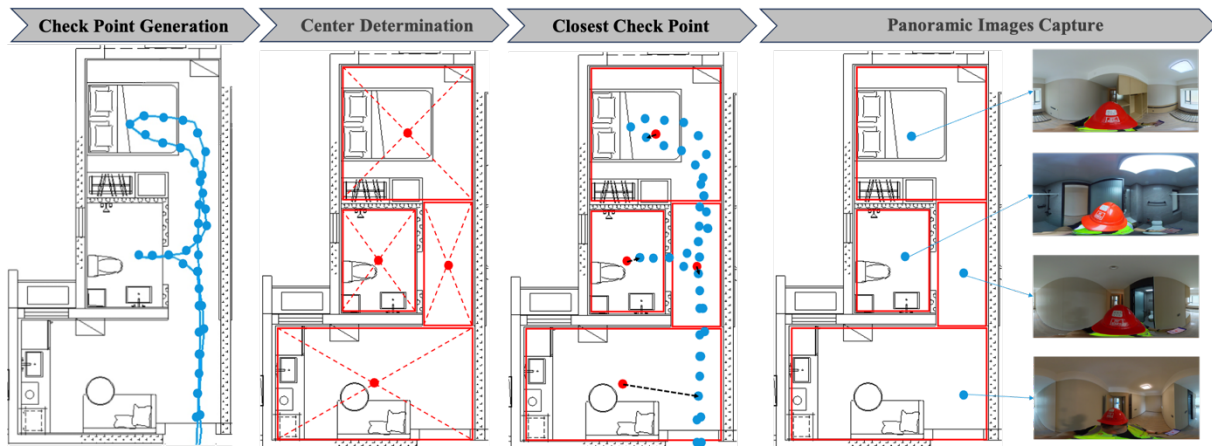 Check Point Generation
Center Determination
Closest Check Point
Panoramic Images Capture